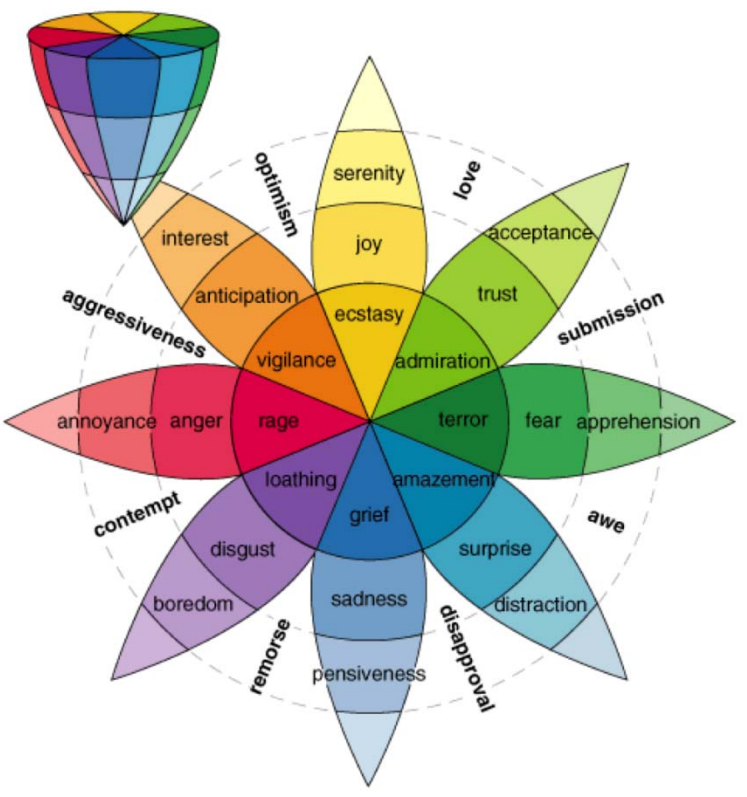 optimism
serenity
love
interest
acceptance
joy
anticipation
trust
aggressiveness
ecstasy
submission
vigilance
admiration
annoyance
anger
rage
terror
fear
apprehension
loathing
amazement
contempt
grief
awe
disgust
surprise
boredom
sadness
distraction
remorse
disapproval
pensiveness